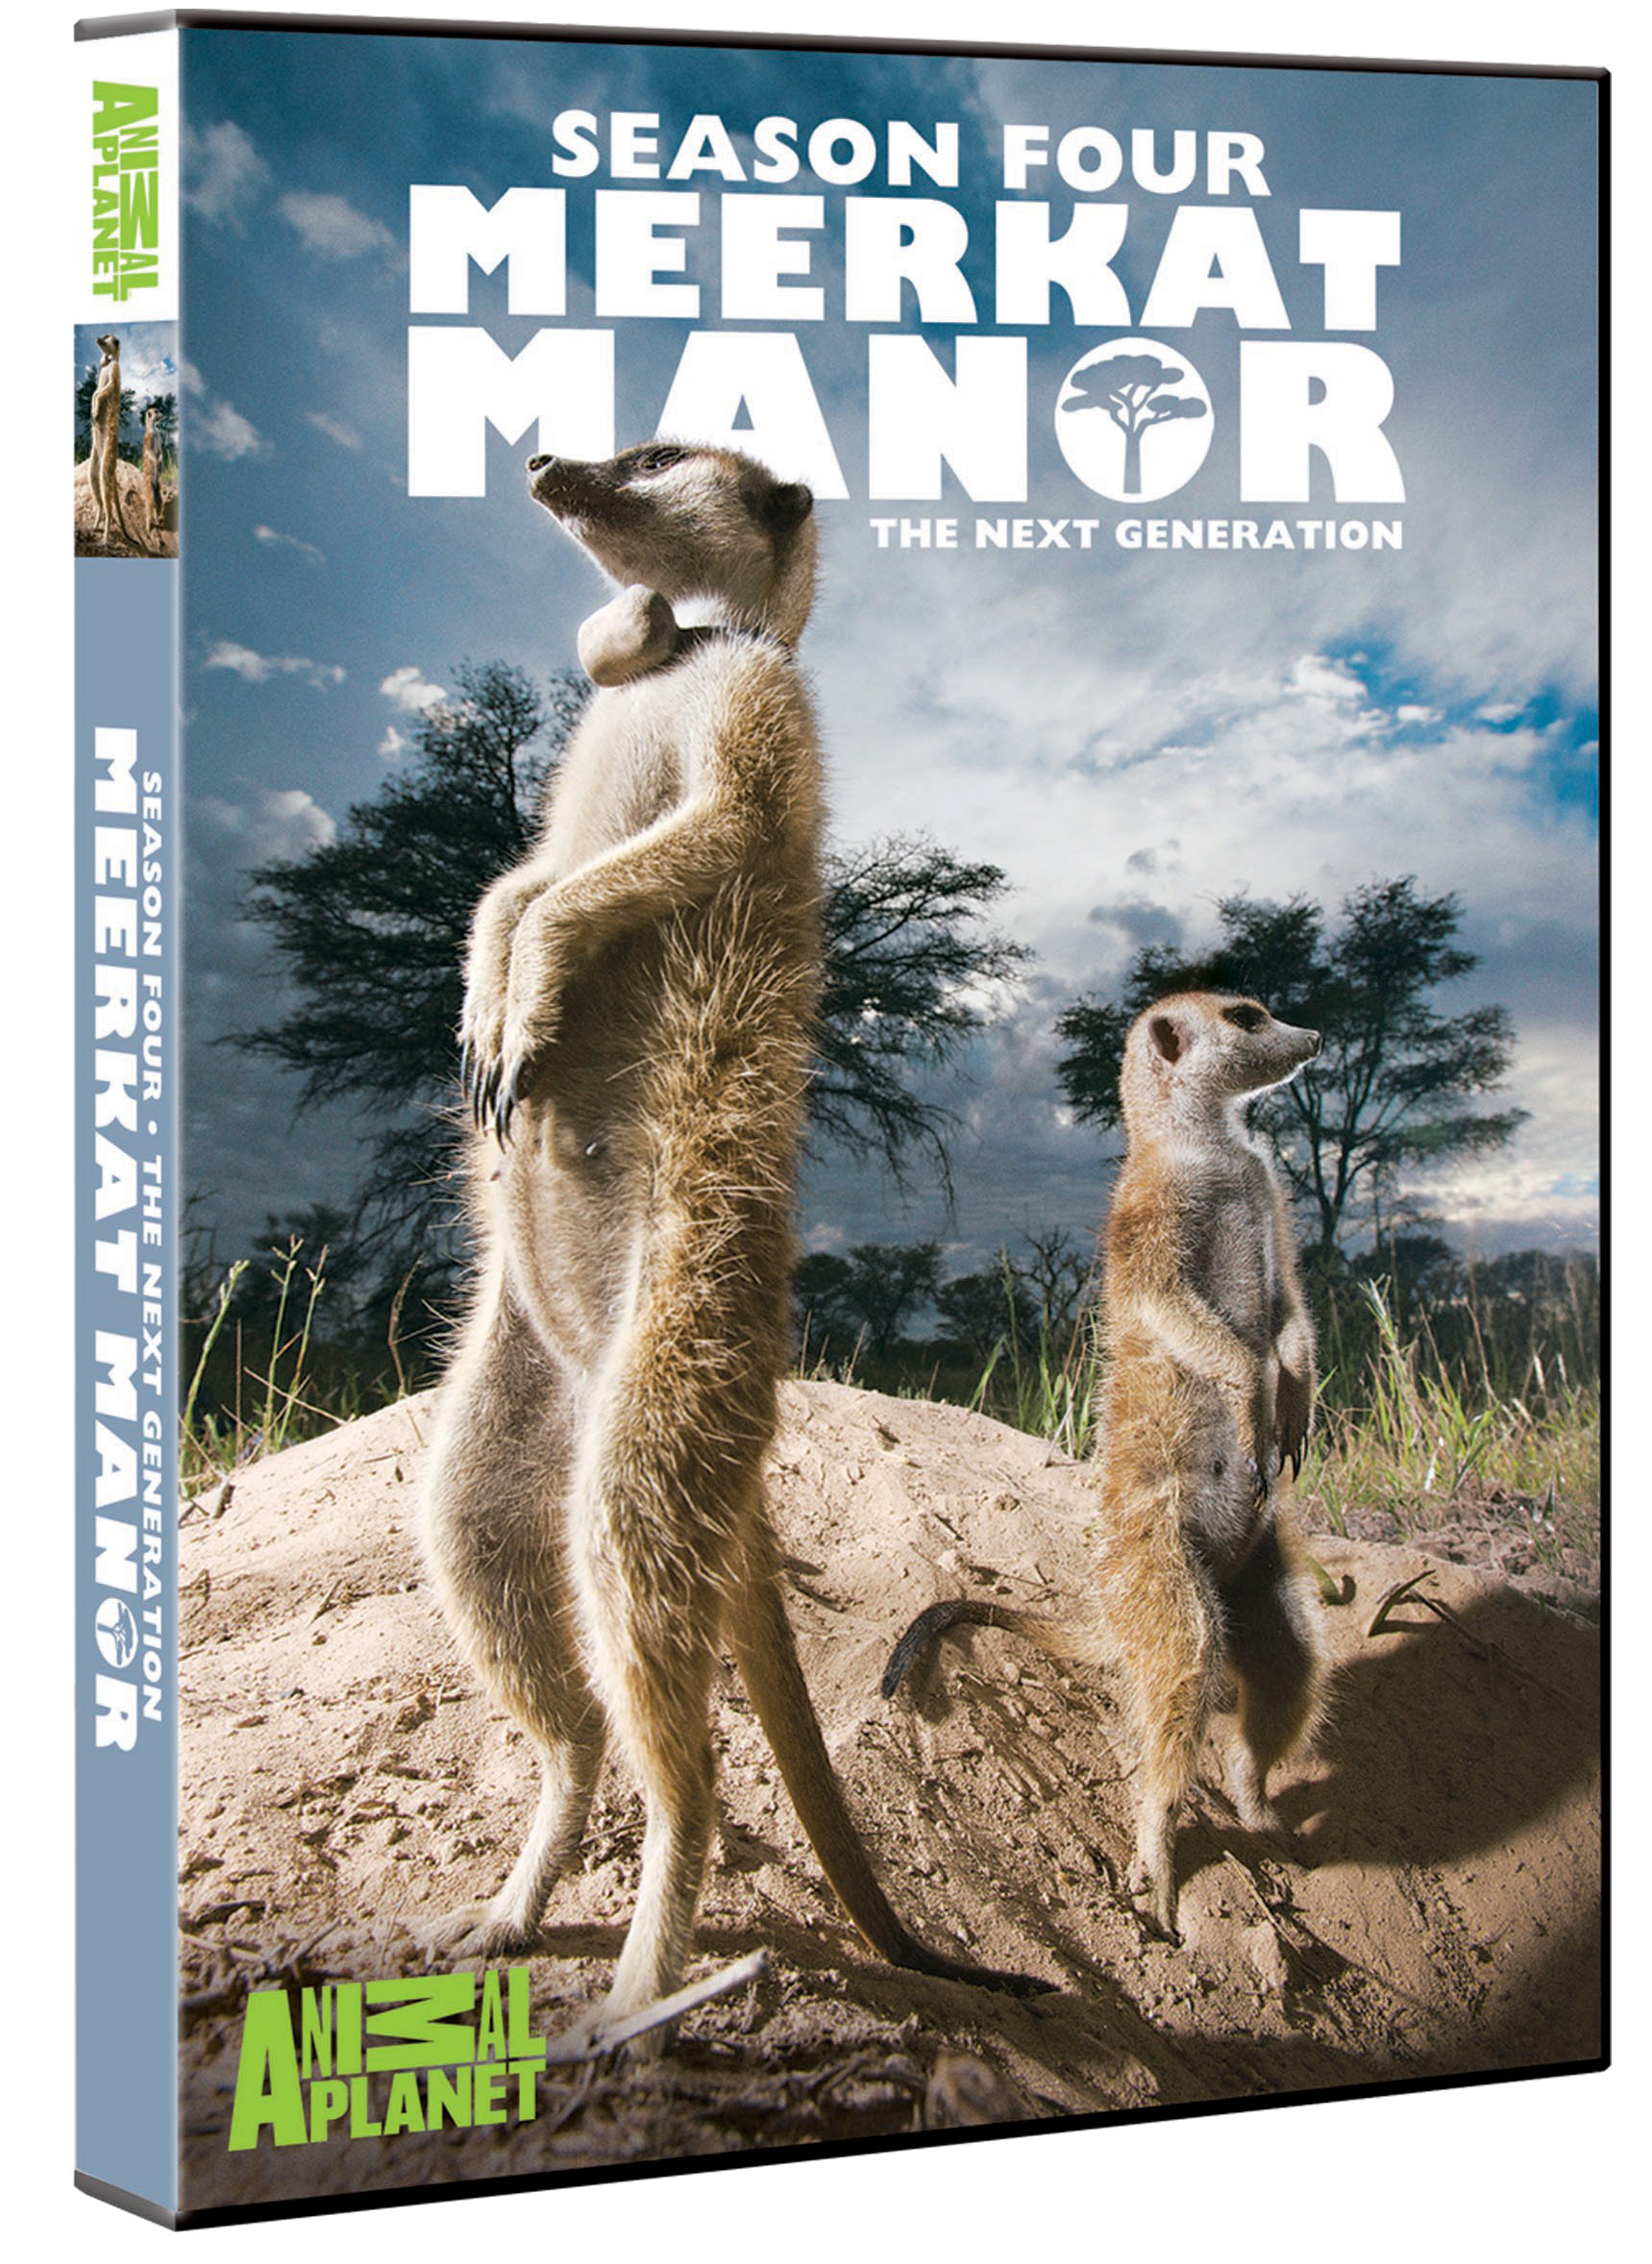 SEASON FOUR
MEERKAT
MANOR
THE NEXT GENERATION
ANIMAL
PLANET
ANIMAL
PLANET
SEASON FOUR • THE NEXT GENERATION
MEERKAT MANOR